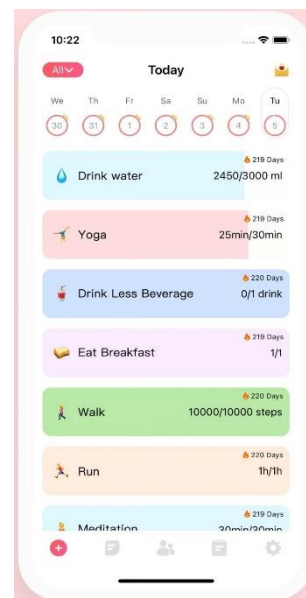 10:22
All
Today
We Th Fr Sa Su Mo Tu
30 31 1 2 3 4 5
219 Days
Drink water 2450/3000 ml
219 Days
Yoga 25min/30min
220 Days
Drink Less Beverage 0/1 drink
219 Days
Eat Breakfast 1/1
220 Days
Walk 10000/10000 steps
220 Days
Run 1h/1h
219 Days
Meditation 30min/30min